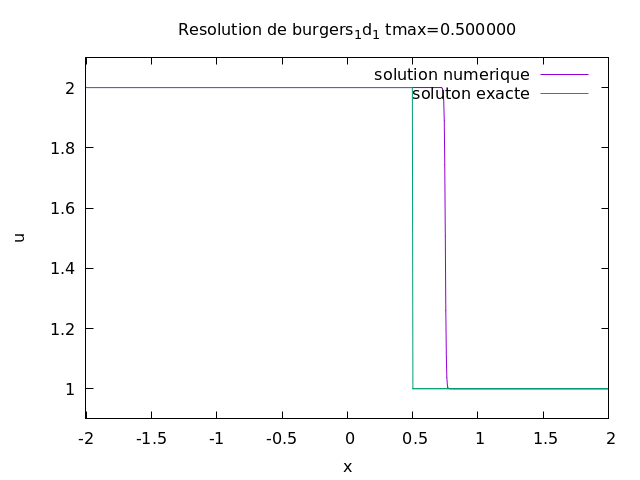 Resolution de burgers₁d₁ tmax=0.500000
solution numerique
soluton exacte
2
1.8
1.6
1.4
1.2
1
u
-2 -1.5 -1 -0.5 0 0.5 1 1.5 2
x